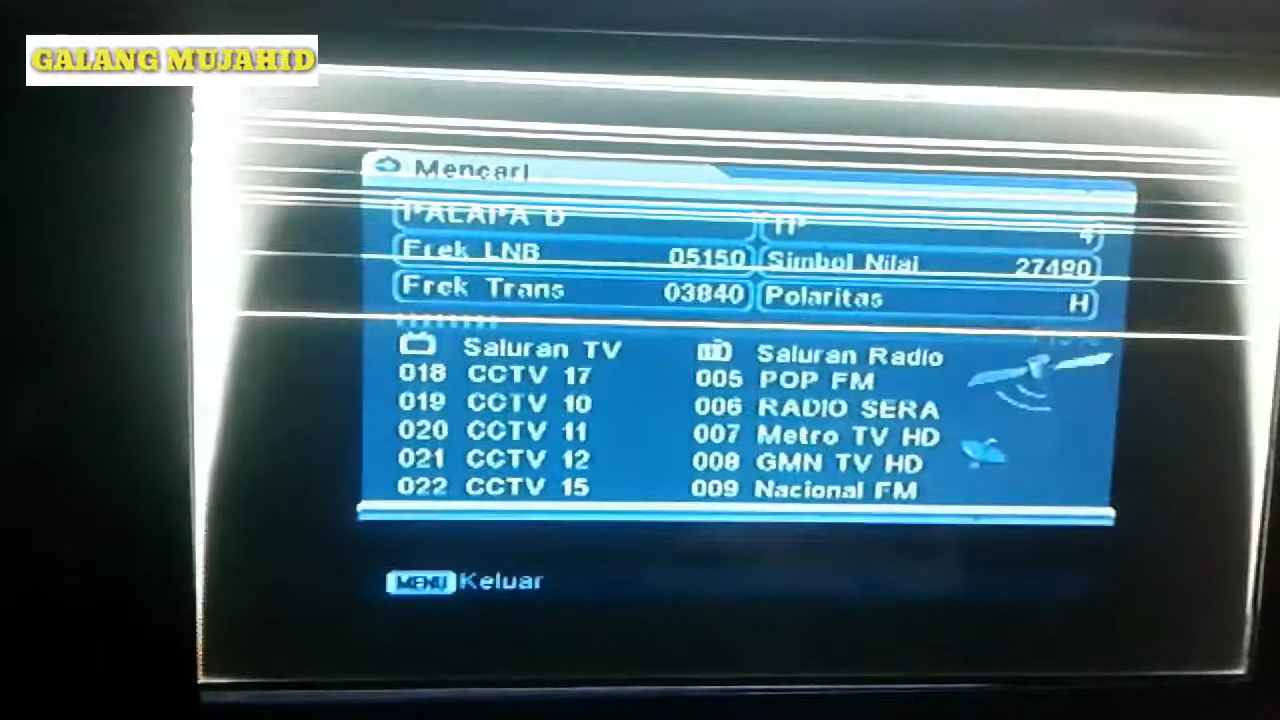 GALANG MUJAHID
Mencari
PALAPA D TP 4
Frek LNB 05150 Simbol Nilai 27490
Frek Trans 03840 Polaritas H
Saluran TV Saluran Radio
018 CCTV 17 005 POP FM
019 CCTV 10 006 RADIO SERA
020 CCTV 11 007 Metro TV HD
021 CCTV 12 008 GMN TV HD
022 CCTV 15 009 Nacional FM
MENU Keluar